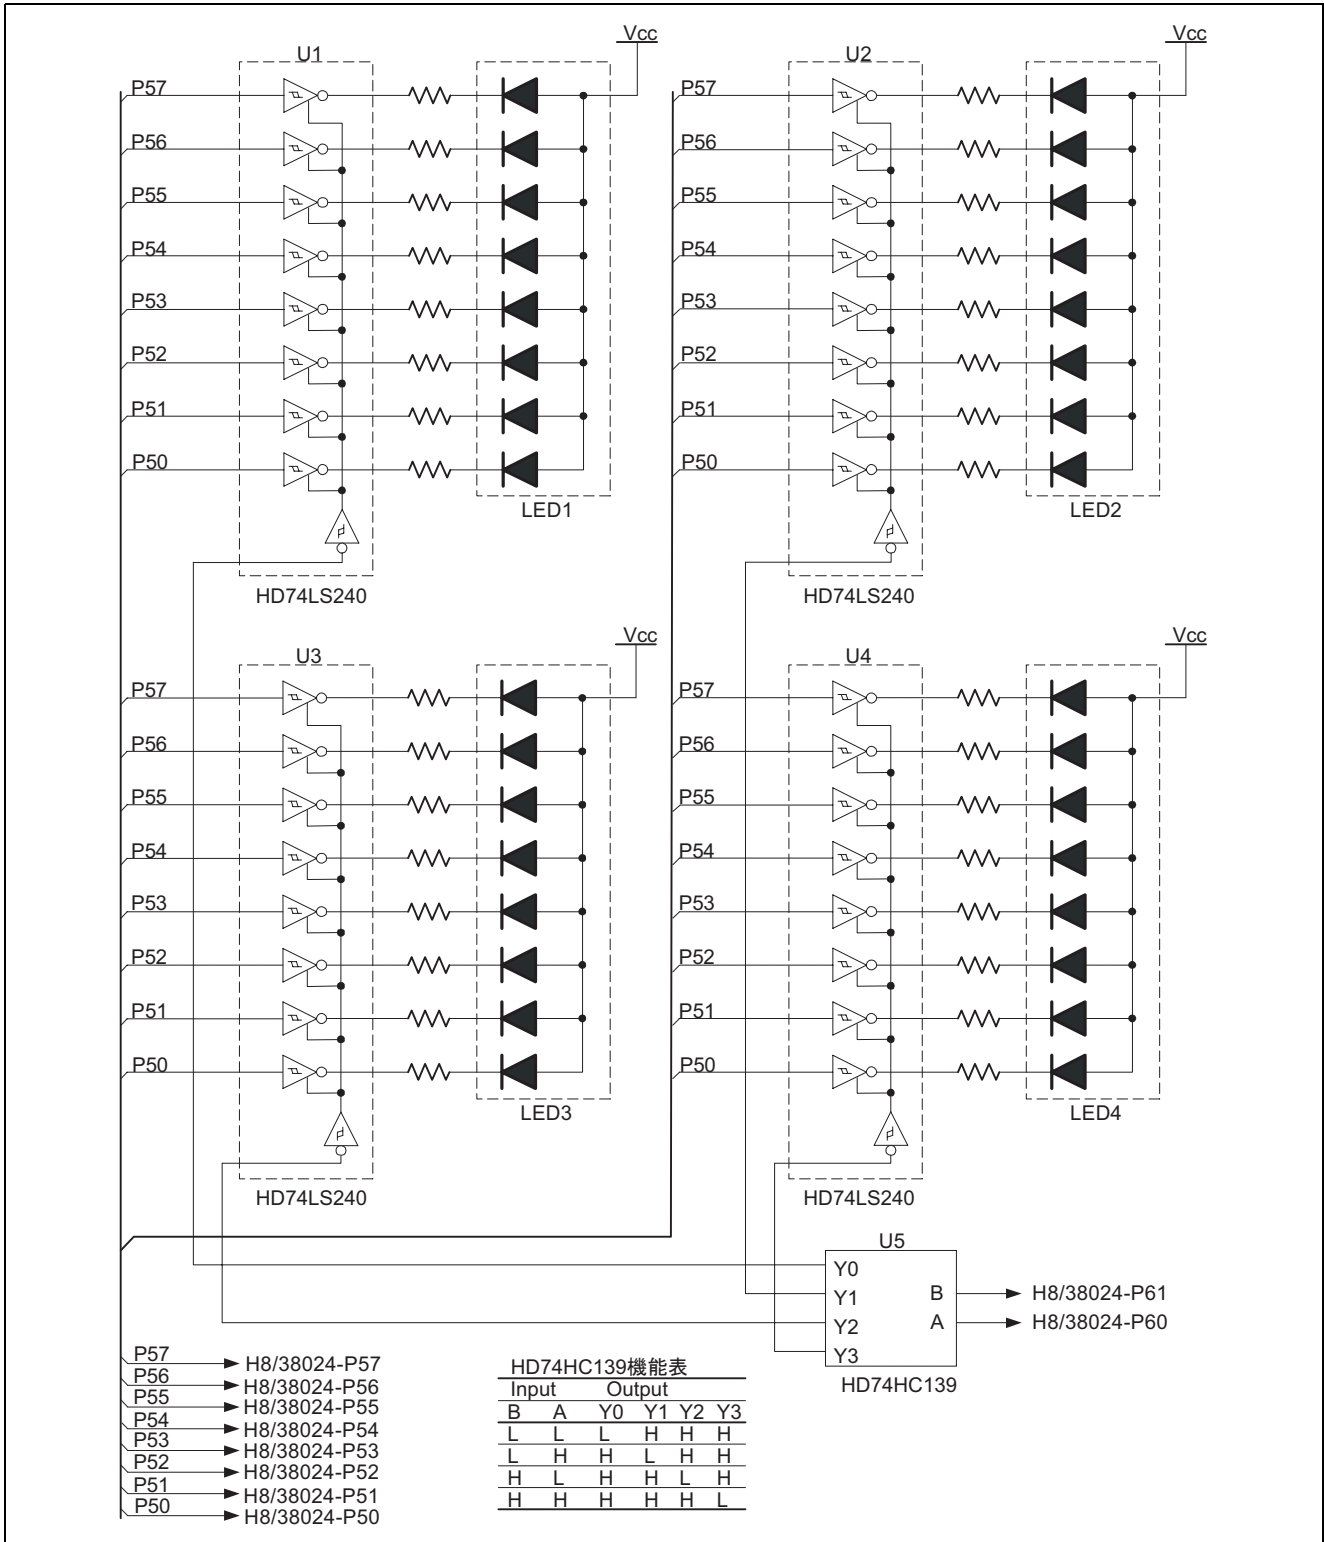 Vcc
Vcc
U1
U2
P57
P56
P55
P54
P53
P52
P51
P50
P57
P56
P55
P54
P53
P52
P51
P50
LED1
LED2
HD74LS240
HD74LS240
Vcc
Vcc
U3
U4
P57
P56
P55
P54
P53
P52
P51
P50
P57
P56
P55
P54
P53
P52
P51
P50
LED3
LED4
HD74LS240
HD74LS240
U5
Y0
Y1 B H8/38024-P61
Y2 A H8/38024-P60
Y3
HD74HC139
P57 H8/38024-P57
P56 H8/38024-P56
P55 H8/38024-P55
P54 H8/38024-P54
P53 H8/38024-P53
P52 H8/38024-P52
P51 H8/38024-P51
P50 H8/38024-P50
HD74HC139機能表
Input Output
B A Y0 Y1 Y2 Y3
L L L H H H
L H H L H H
H L H H L H
H H H H H L